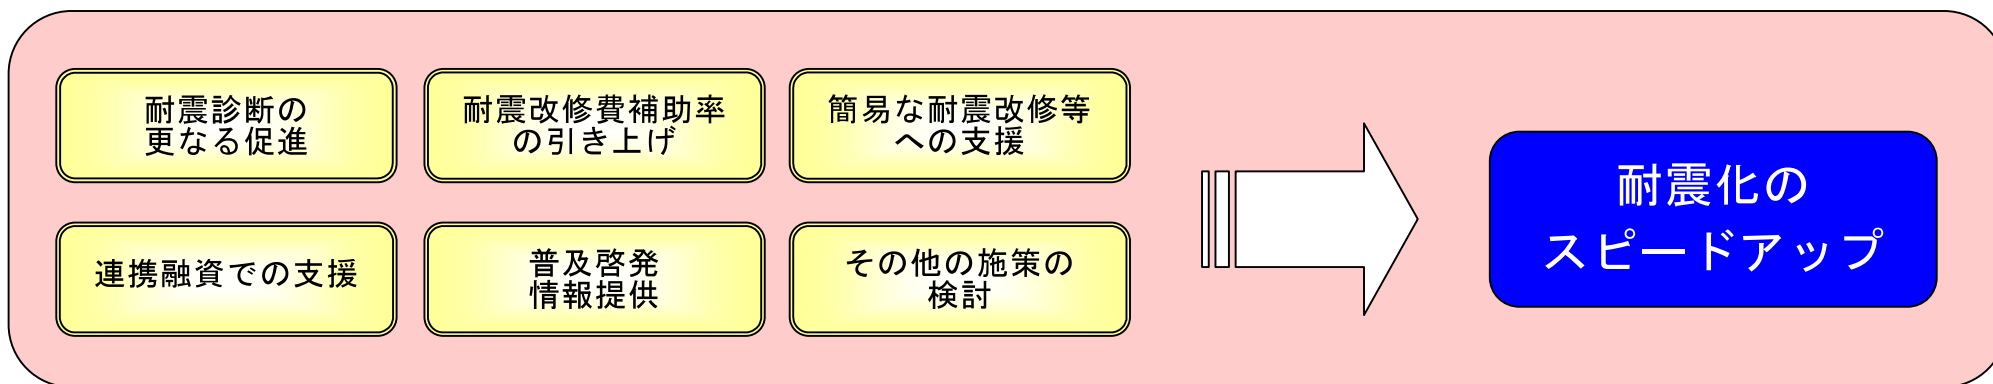 耐震診断の
更なる促進
耐震改修費補助率
の引き上げ
簡易な耐震改修等
への支援
連携融資での支援
普及啓発
情報提供
その他の施策の
検討
耐震化の
スピードアップ